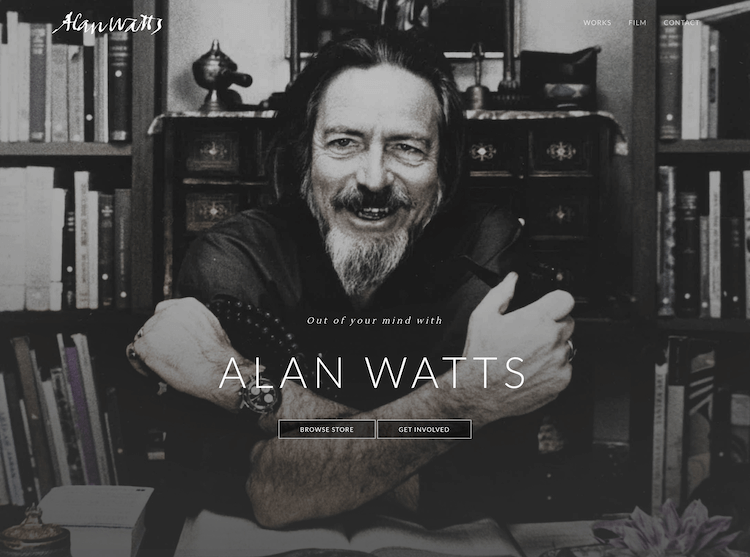 Alan Watts
WORKS FILM CONTACT
Out of your mind with
ALAN WATTS
BROWSE STORE GET INVOLVED